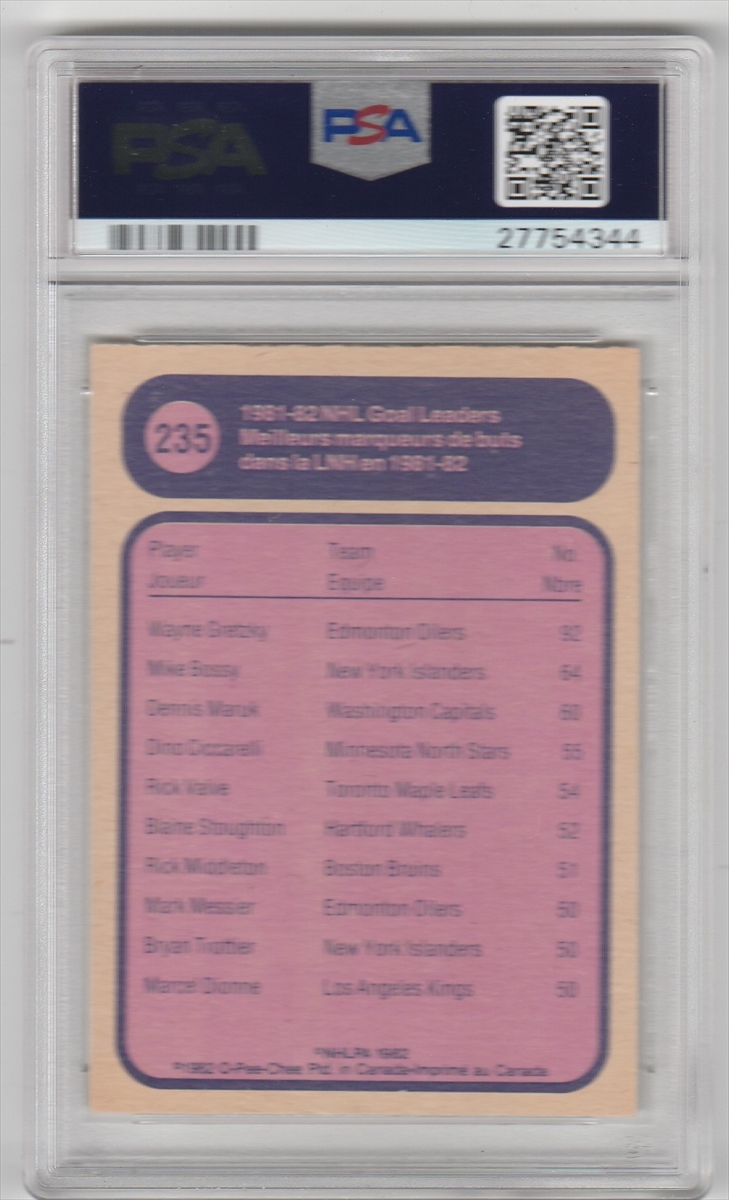 PSA
PSA
27754344
235
1981-82 NHL Goal Leaders
Meilleurs marqueurs de buts
dans la LNH en 1981-82
Player Team No.
Joueur Equipe Nbre
Wayne Gretzky Edmonton Oilers 92
Mike Bossy New York Islanders 64
Dennis Maruk Washington Capitals 60
Dino Ciccarelli Minnesota North Stars 55
Rick Vaive Toronto Maple Leafs 54
Blaine Stoughton Hartford Whalers 52
Rick Middleton Boston Bruins 51
Mark Messier Edmonton Oilers 50
Bryan Trottier New York Islanders 50
Marcel Dionne Los Angeles Kings 50
*NHLPA 1982
©1982 O-Pee-Chee Ptd. in Canada-Imprimé au Canada